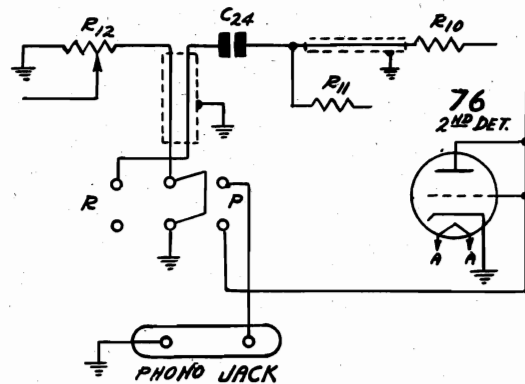 R12
C24
R10
R11
76
2ND DET.
R
P
A A
PHONO JACK